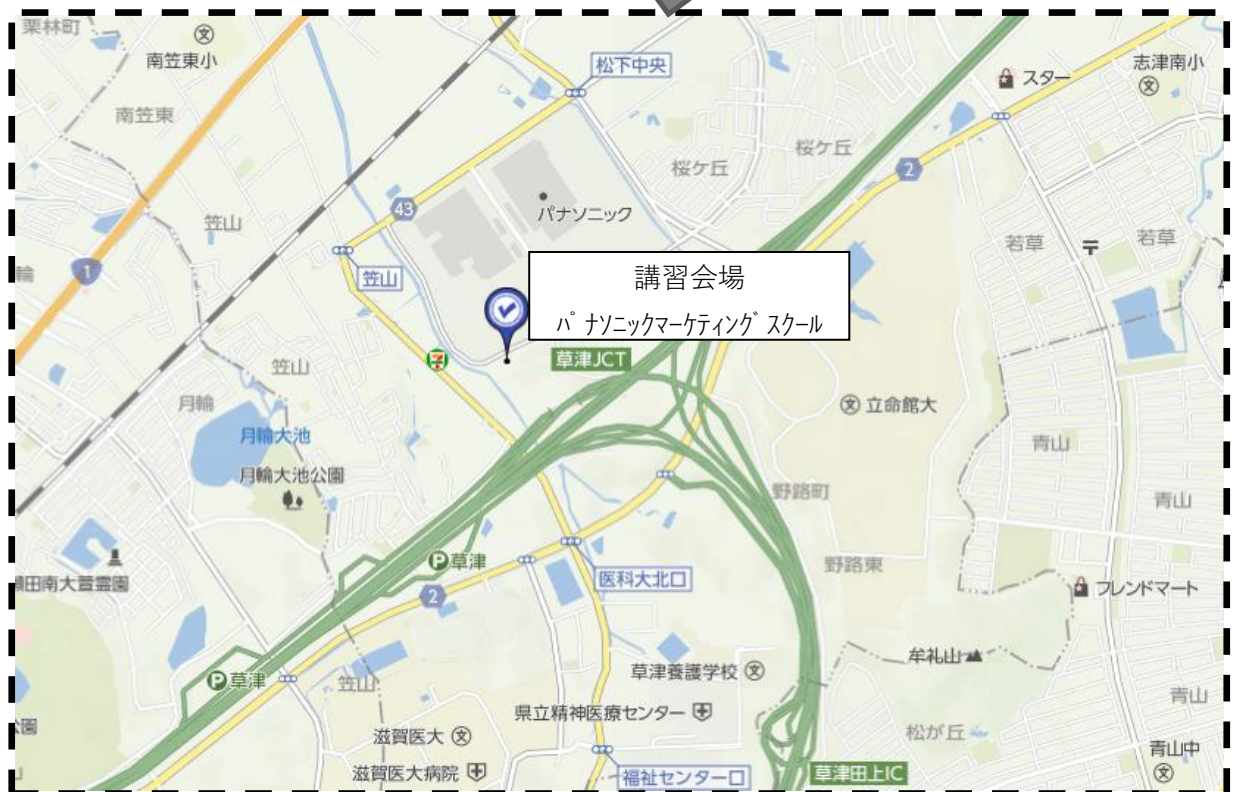 栗林町
南笠東小
松下中央
スター
志津南小
南笠東
桜ケ丘
桜ケ丘
2
43
パナソニック
笠山
若草
若草
輪
1
笠山
講習会場
パナソニックマーケティングスクール
草津JCT
笠山
月輪
立命館大
月輪大池
青山
月輪大池公園
野路町
青山
P草津
医科大北口
野路東
フレンドマート
田南大萱霊園
2
牟礼山
草津養護学校
P草津
笠山
青山
県立精神医療センター
公園
滋賀医大
松が丘
青山中
滋賀医大病院
福祉センター口
草津田上IC